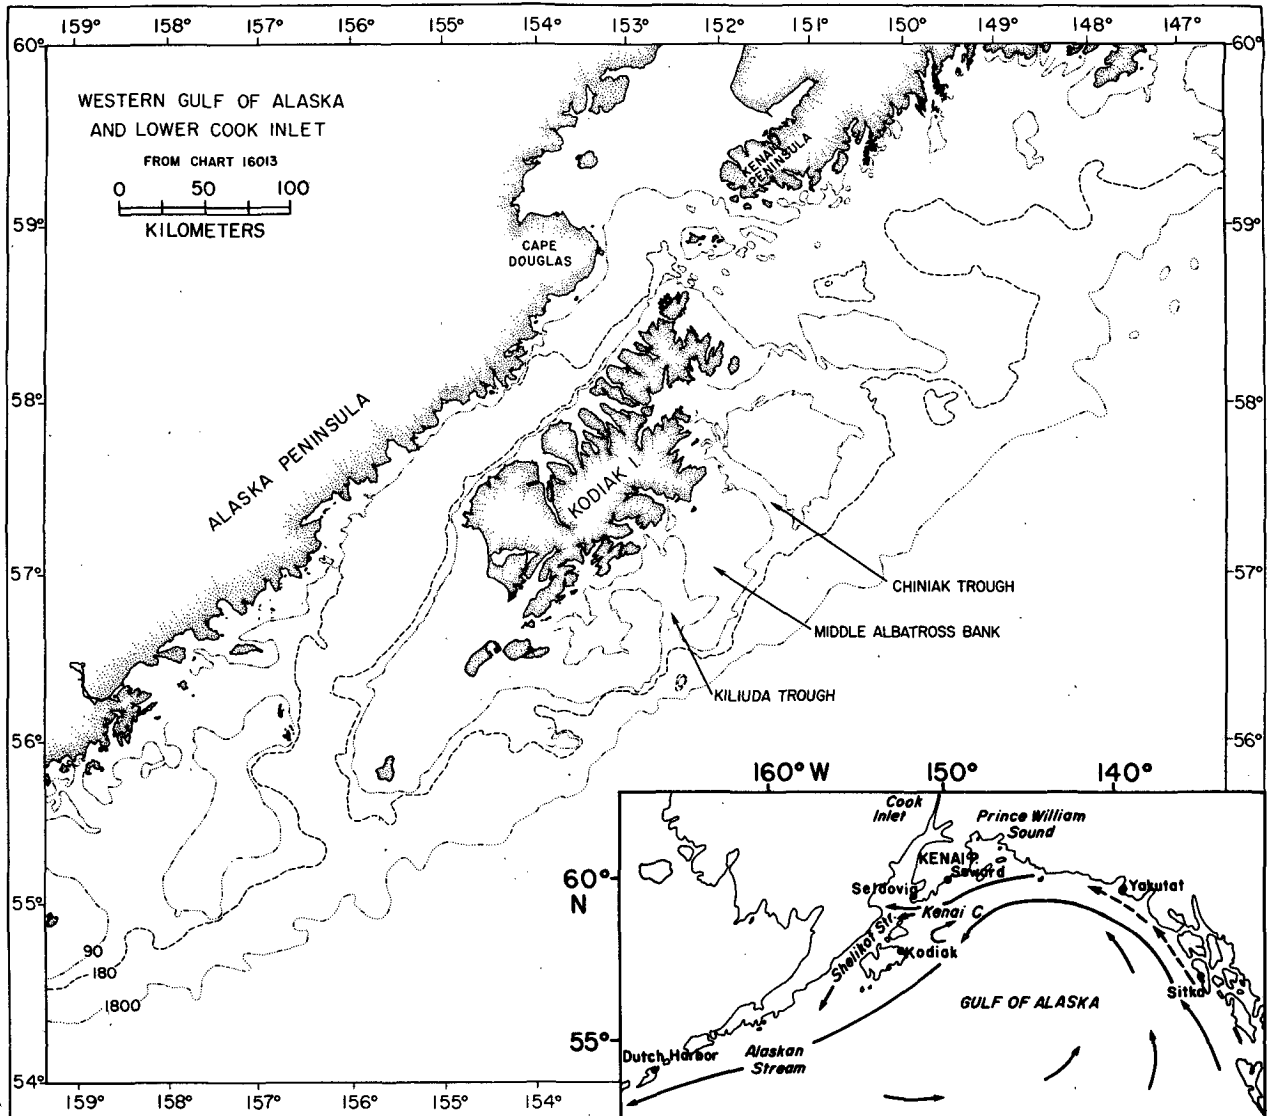 159° 158° 157° 156° 155° 154° 153° 152° 151° 150° 149° 148° 147°
60° 60°
WESTERN GULF OF ALASKA
AND LOWER COOK INLET
FROM CHART 16013
0 50 100
KILOMETERS
KENAI
PENINSULA
59° 59°
CAPE
DOUGLAS
58° 58°
ALASKA PENINSULA
KODIAK I.
57° 57°
CHINIAK TROUGH
MIDDLE ALBATROSS BANK
KILIUDA TROUGH
56° 56°
55°
90
180
1800
54°
159° 158° 157° 156° 155° 154°
160° W 150° 140°
Cook
Inlet
Prince William
Sound
KENAI P
Seward
60°
N
Seldovia
Yakutat
Kenai C
Shelikof Str.
Kodiak
Sitka
GULF OF ALASKA
55°
Dutch Harbor
Alaskan
Stream